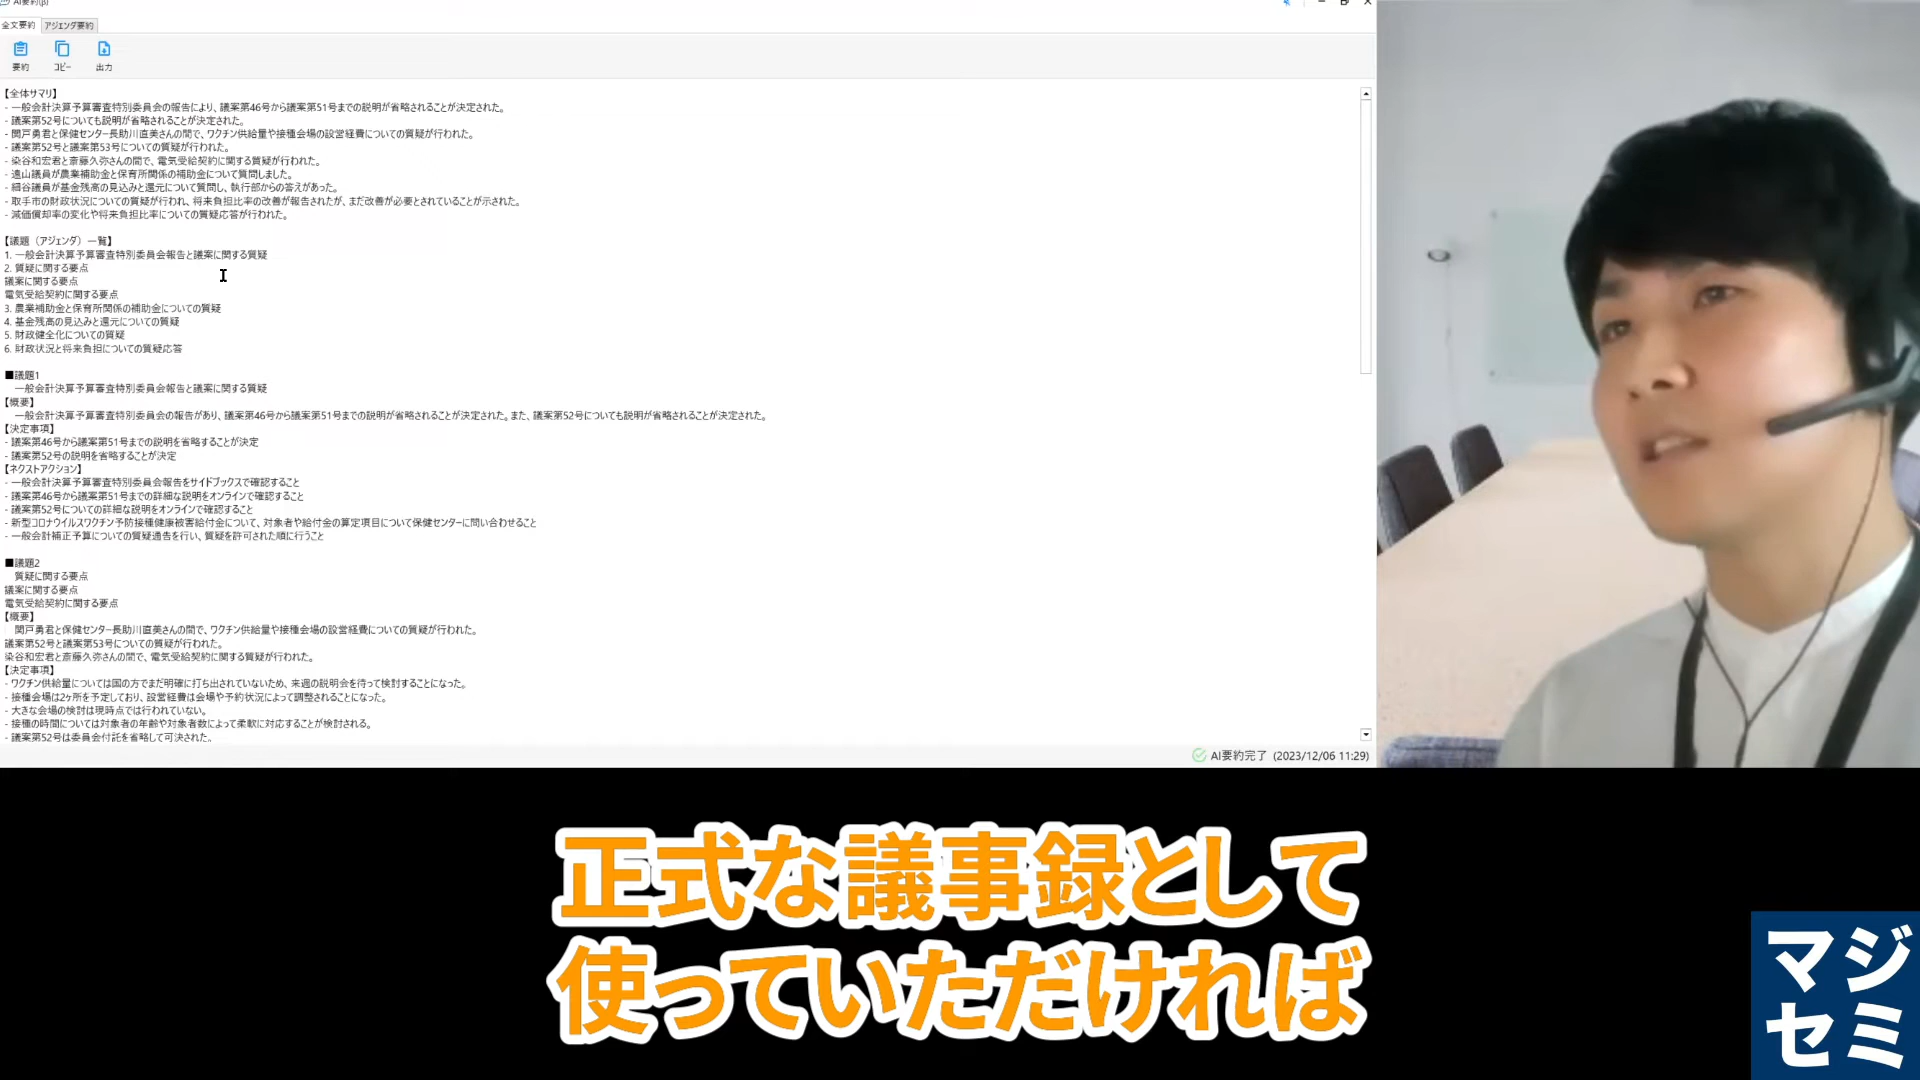 AI要約(β)
全文要約 アジェンダ要約
要約 コピー 出力
【全体サマリ】
- 一般会計決算予算審査特別委員会の報告により、議案第46号から議案第51号までの説明が省略されることが決定された。
- 議案第52号についても説明が省略されることが決定された。
- 関戸勇君と保健センター長助川直美さんの間で、ワクチン供給量や接種会場の設営経費についての質疑が行われた。
- 議案第52号と議案第53号についての質疑が行われた。
- 染谷和宏君と斎藤久弥さんの間で、電気受給契約に関する質疑が行われた。
- 遠山議員が農業補助金と保育所関係の補助金について質問しました。
- 細谷議員が基金残高の見込みと還元について質問し、執行部からの答えがあった。
- 取手市の財政状況についての質疑が行われ、将来負担比率の改善が報告されたが、まだ改善が必要とされていることが示された。
- 減価償却率の変化や将来負担比率についての質疑応答が行われた。
【議題（アジェンダ）一覧】
1. 一般会計決算予算審査特別委員会報告と議案に関する質疑
2. 質疑に関する要点
議案に関する要点
電気受給契約に関する要点
3. 農業補助金と保育所関係の補助金についての質疑
4. 基金残高の見込みと還元についての質疑
5. 財政健全化についての質疑
6. 財政状況と将来負担についての質疑応答
■議題1
一般会計決算予算審査特別委員会報告と議案に関する質疑
【概要】
一般会計決算予算審査特別委員会の報告があり、議案第46号から議案第51号までの説明が省略されることが決定された。また、議案第52号についても説明が省略されることが決定された。
【決定事項】
- 議案第46号から議案第51号までの説明を省略することが決定
- 議案第52号の説明を省略することが決定
【ネクストアクション】
- 一般会計決算予算審査特別委員会報告をサイドブックスで確認すること
- 議案第46号から議案第51号までの詳細な説明をオンラインで確認すること
- 議案第52号についての詳細な説明をオンラインで確認すること
- 新型コロナウイルスワクチン予防接種健康被害給付金について、対象者や給付金の算定項目について保健センターに問い合わせること
- 一般会計補正予算についての質疑通告を行い、質疑を許可された順に行うこと
■議題2
質疑に関する要点
議案に関する要点
電気受給契約に関する要点
【概要】
関戸勇君と保健センター長助川直美さんの間で、ワクチン供給量や接種会場の設営経費についての質疑が行われた。
議案第52号と議案第53号についての質疑が行われた。
染谷和宏君と斎藤久弥さんの間で、電気受給契約に関する質疑が行われた。
【決定事項】
- ワクチン供給量については国の方でまだ明確に打ち出されていないため、来週の説明会を待って検討することになった。
- 接種会場は2ヶ所を予定しており、設営経費は会場や予約状況によって調整されることになった。
- 大きな会場の検討は現時点では行われていない。
- 接種の時間については対象者の年齢や対象者数によって柔軟に対応することが検討される。
- 議案第52号は委員会付託を省略して可決された。
AI要約完了 (2023/12/06 11:29)
正式な議事録として
使っていただければ
マジ
セミ